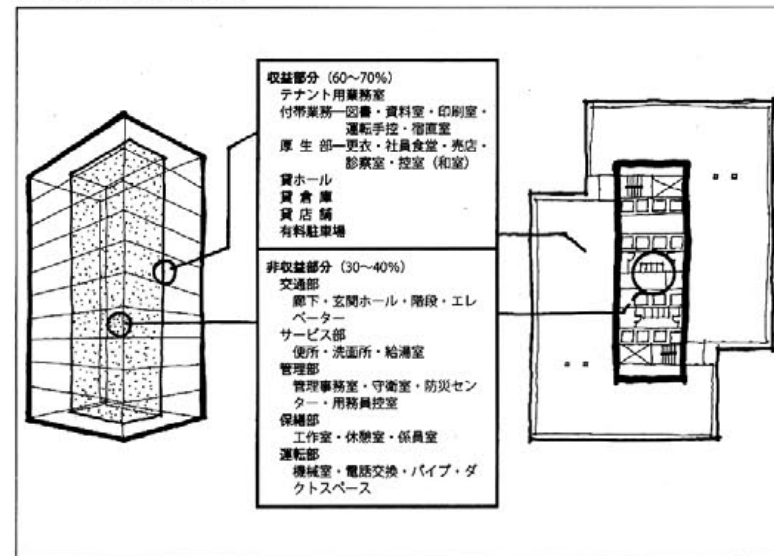 収益部分（60〜70%）
テナント用業務室
付帯業務―図書・資料室・印刷室・
運転手控・宿直室
厚 生 部―更衣・社員食堂・売店・
診察室・控室（和室）
貸ホール
貸 倉 庫
貸 店 舗
有料駐車場
非収益部分（30〜40%）
交通部
廊下・玄関ホール・階段・エレ
ベーター
サービス部
便所・洗面所・給湯室
管理部
管理事務室・守衛室・防災セン
ター・用務員控室
保繕部
工作室・休憩室・係員室
運転部
機械室・電話交換・パイプ・ダ
クトスペース